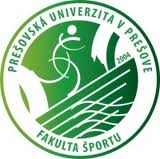 PREŠOVSKÁ UNIVERZITA V PREŠOVE
2004
FAKULTA ŠPORTU